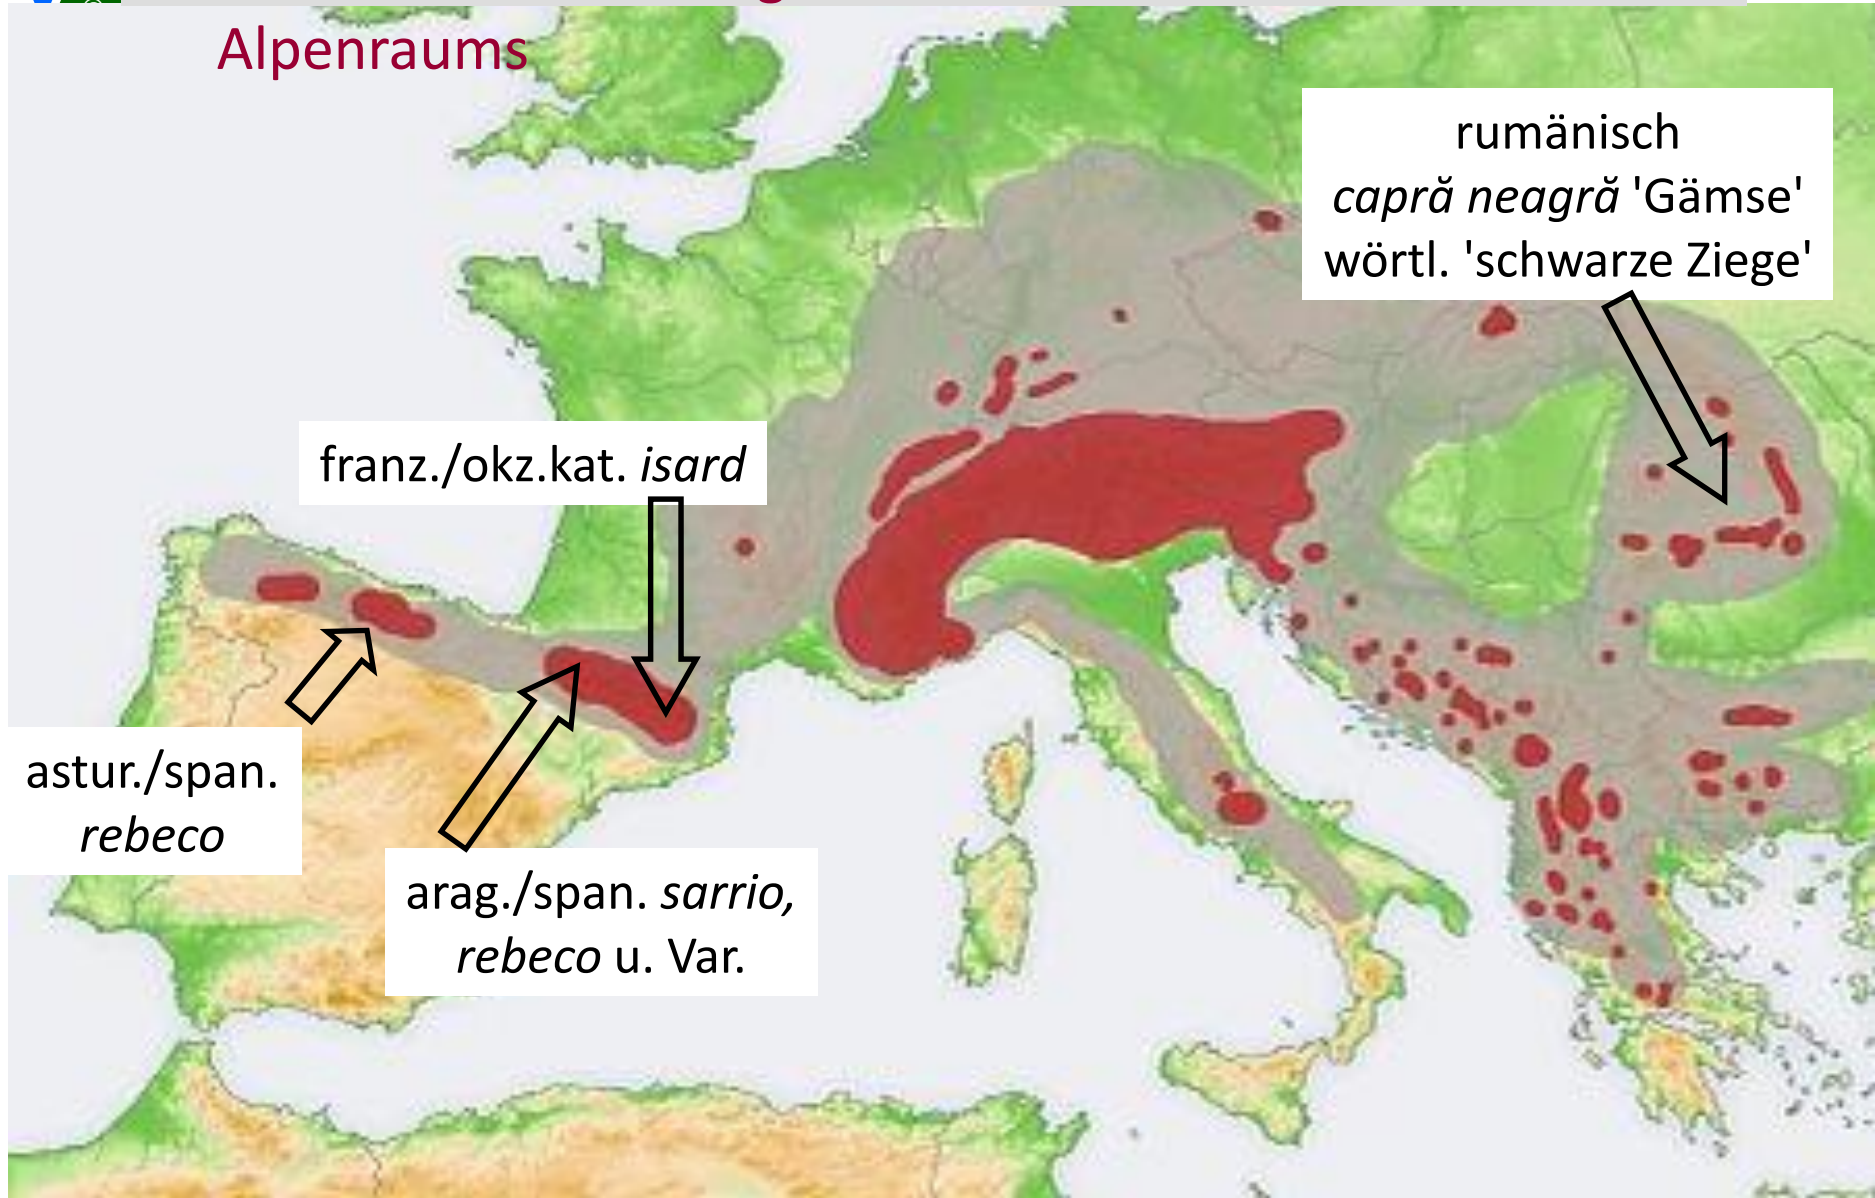 Alpenraums
rumänisch
capră neagră 'Gämse'
wörtl. 'schwarze Ziege'
franz./okz.kat. isard
astur./span.
rebeco
arag./span. sarrio,
rebeco u. Var.